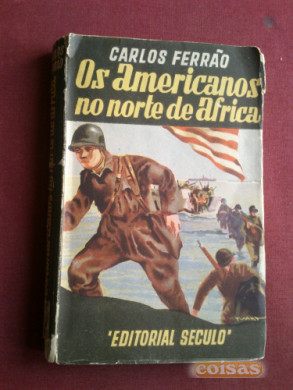 CARLOS FERRÃO
Os americanos
no norte de africa
"EDITORIAL SECULO"
coisas